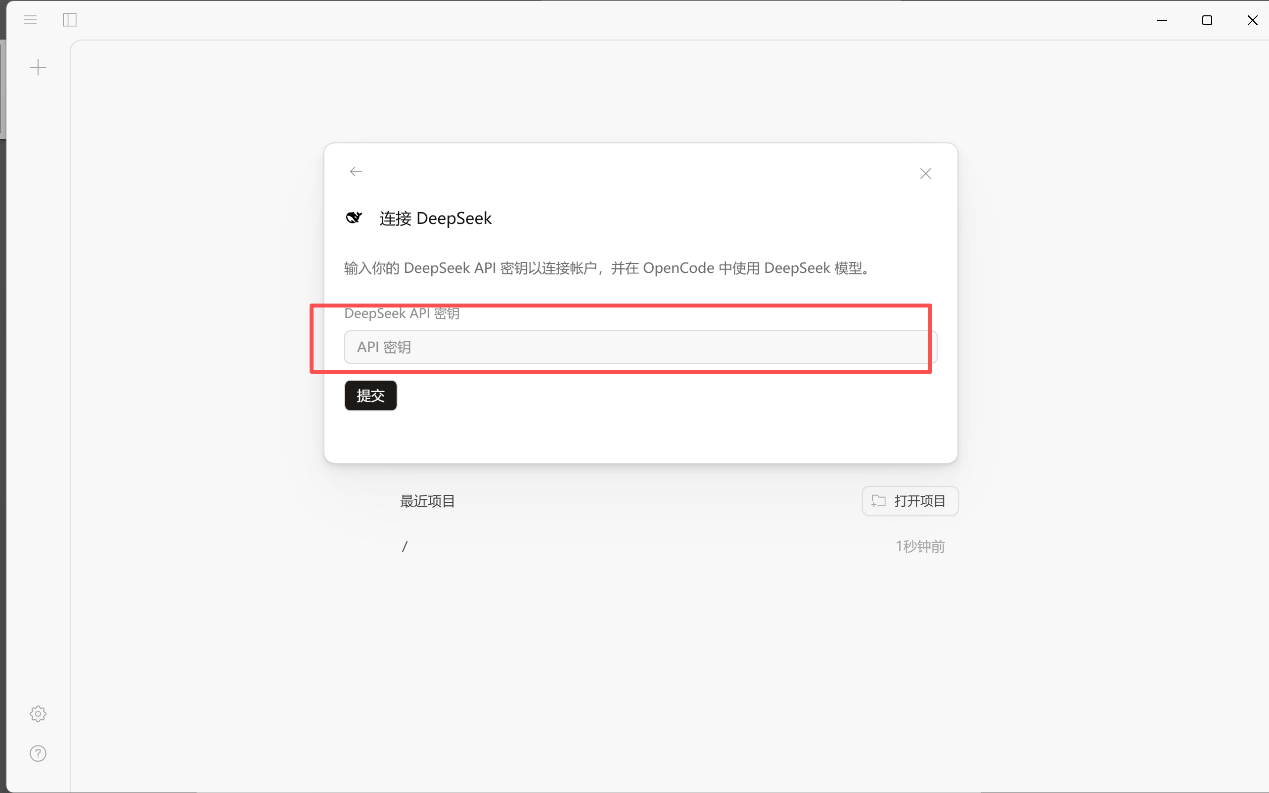 连接 DeepSeek
输入你的 DeepSeek API 密钥以连接帐户，并在 OpenCode 中使用 DeepSeek 模型。
DeepSeek API 密钥
API 密钥
提交
最近项目
打开项目
/
1秒钟前